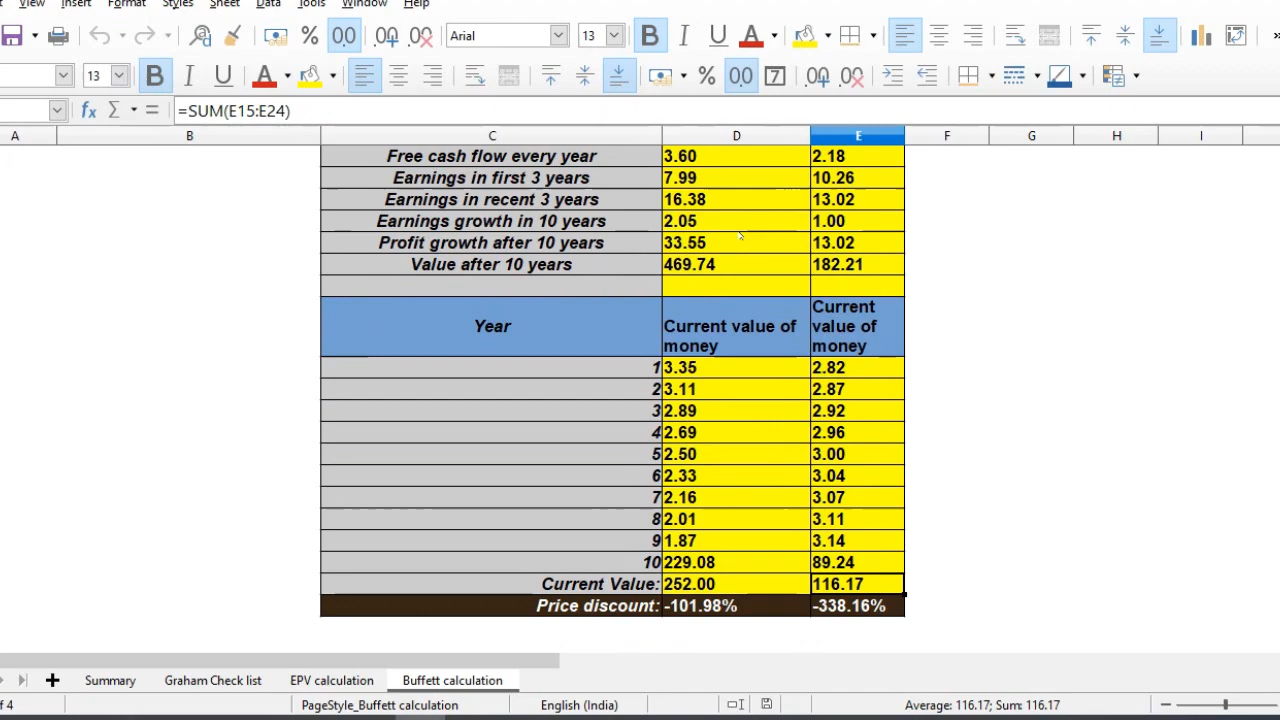 View Insert Format Styles Sheet Data Tools Window Help
Arial 13
13
=SUM(E15:E24)
A B C D E F G H I
Free cash flow every year 3.60 2.18
Earnings in first 3 years 7.99 10.26
Earnings in recent 3 years 16.38 13.02
Earnings growth in 10 years 2.05 1.00
Profit growth after 10 years 33.55 13.02
Value after 10 years 469.74 182.21
Year Current value of money Current value of money
1 3.35 2.82
2 3.11 2.87
3 2.89 2.92
4 2.69 2.96
5 2.50 3.00
6 2.33 3.04
7 2.16 3.07
8 2.01 3.11
9 1.87 3.14
10 229.08 89.24
Current Value: 252.00 116.17
Price discount: -101.98% -338.16%
Summary Graham Check list EPV calculation Buffett calculation
of 4 PageStyle_Buffett calculation English (India) Average: 116.17; Sum: 116.17